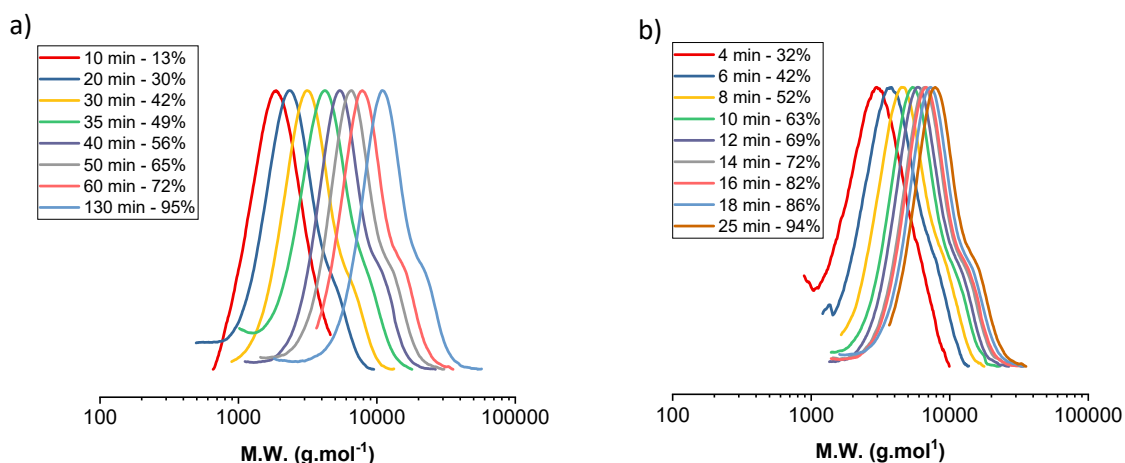 a)
10 min - 13%
20 min - 30%
30 min - 42%
35 min - 49%
40 min - 56%
50 min - 65%
60 min - 72%
130 min - 95%
100 1000 10000 100000
M.W. (g.mol⁻¹)
b)
4 min - 32%
6 min - 42%
8 min - 52%
10 min - 63%
12 min - 69%
14 min - 72%
16 min - 82%
18 min - 86%
25 min - 94%
100 1000 10000 100000
M.W. (g.mol¹)